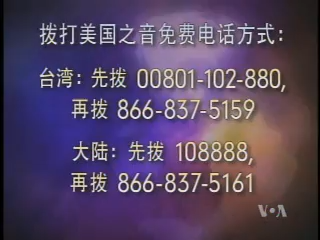 拨打美国之音免费电话方式：
台湾：先拨 00801-102-880,
再拨 866-837-5159
大陆：先拨 108888,
再拨 866-837-5161
VOA